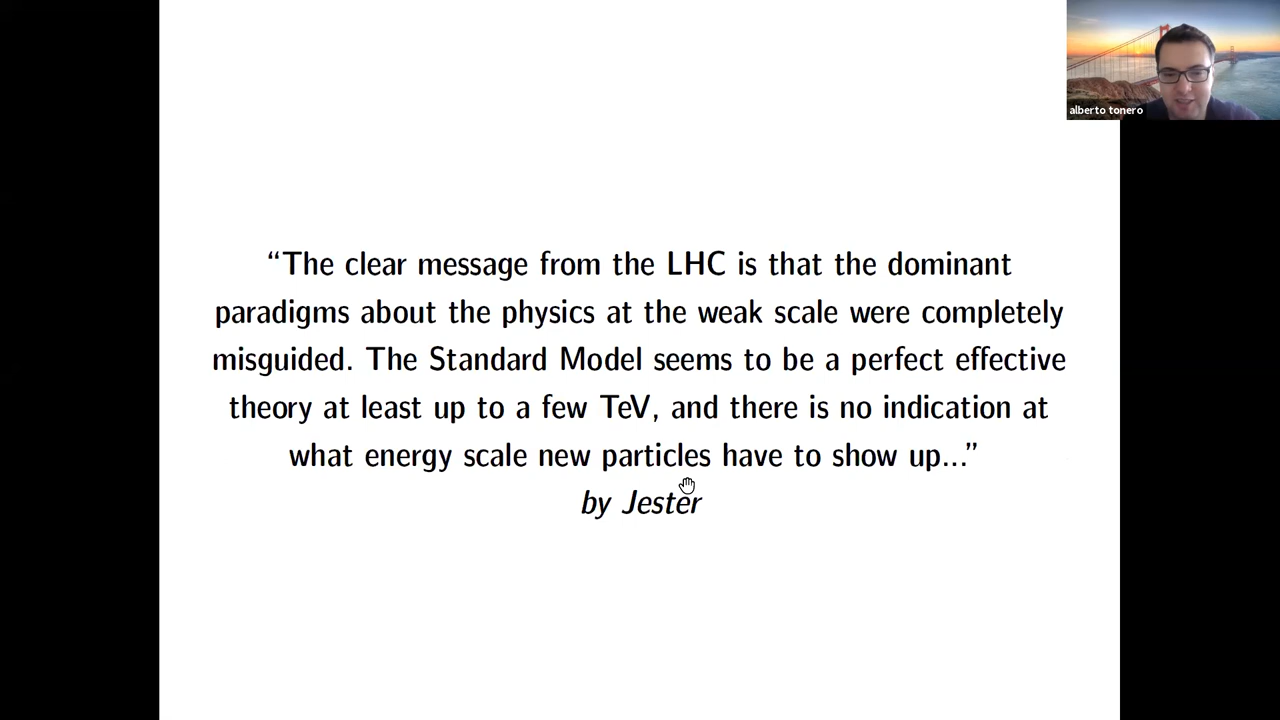 alberto tonero
“The clear message from the LHC is that the dominant
paradigms about the physics at the weak scale were completely
misguided. The Standard Model seems to be a perfect effective
theory at least up to a few TeV, and there is no indication at
what energy scale new particles have to show up...”
by Jester